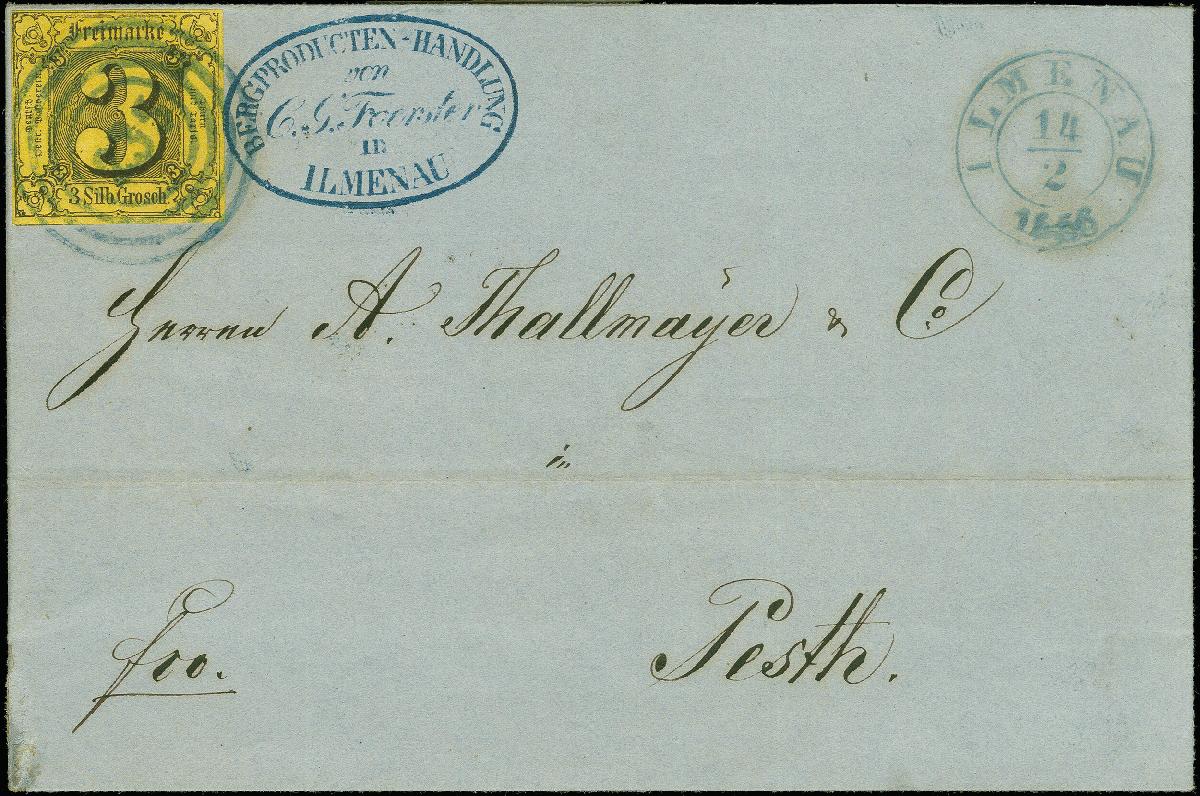 Freimarke
3
3 Silb. Grosch.
BERGPRODUCTEN-HANDLUNG
von
C. G. Foerster
in
ILMENAU
ILMENAU
14
2
Herren A. Thallmayer & Co.
in
fro.
Pesth.